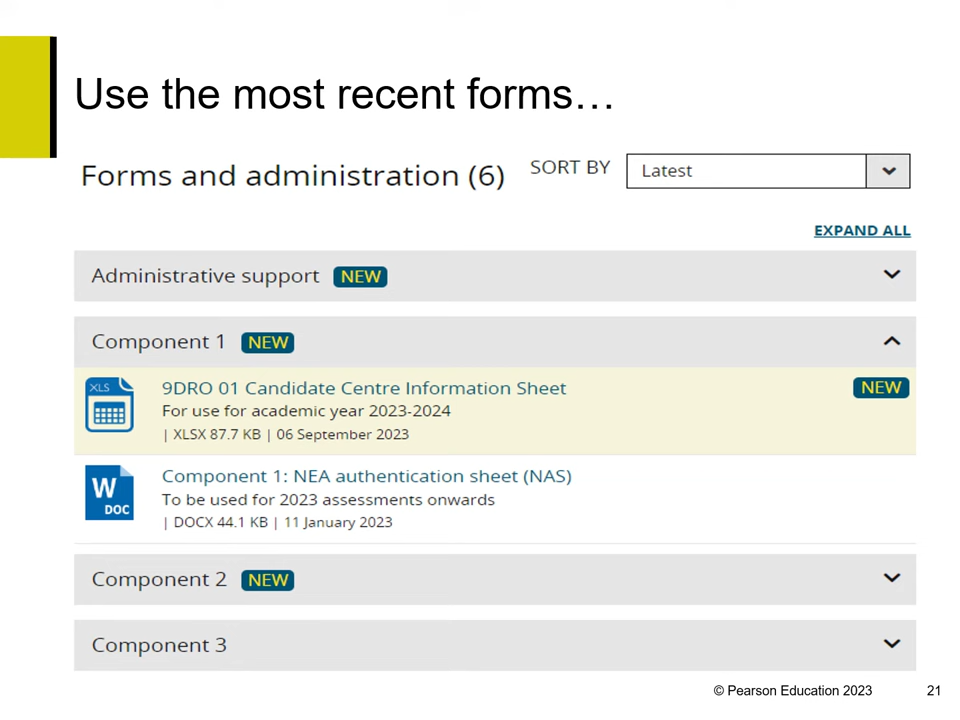 Use the most recent forms…
Forms and administration (6)
SORT BY
Latest
EXPAND ALL
Administrative support NEW
Component 1 NEW
XLS
9DRO 01 Candidate Centre Information Sheet NEW
For use for academic year 2023-2024
| XLSX 87.7 KB | 06 September 2023
W
DOC
Component 1: NEA authentication sheet (NAS)
To be used for 2023 assessments onwards
| DOCX 44.1 KB | 11 January 2023
Component 2 NEW
Component 3
© Pearson Education 2023
21